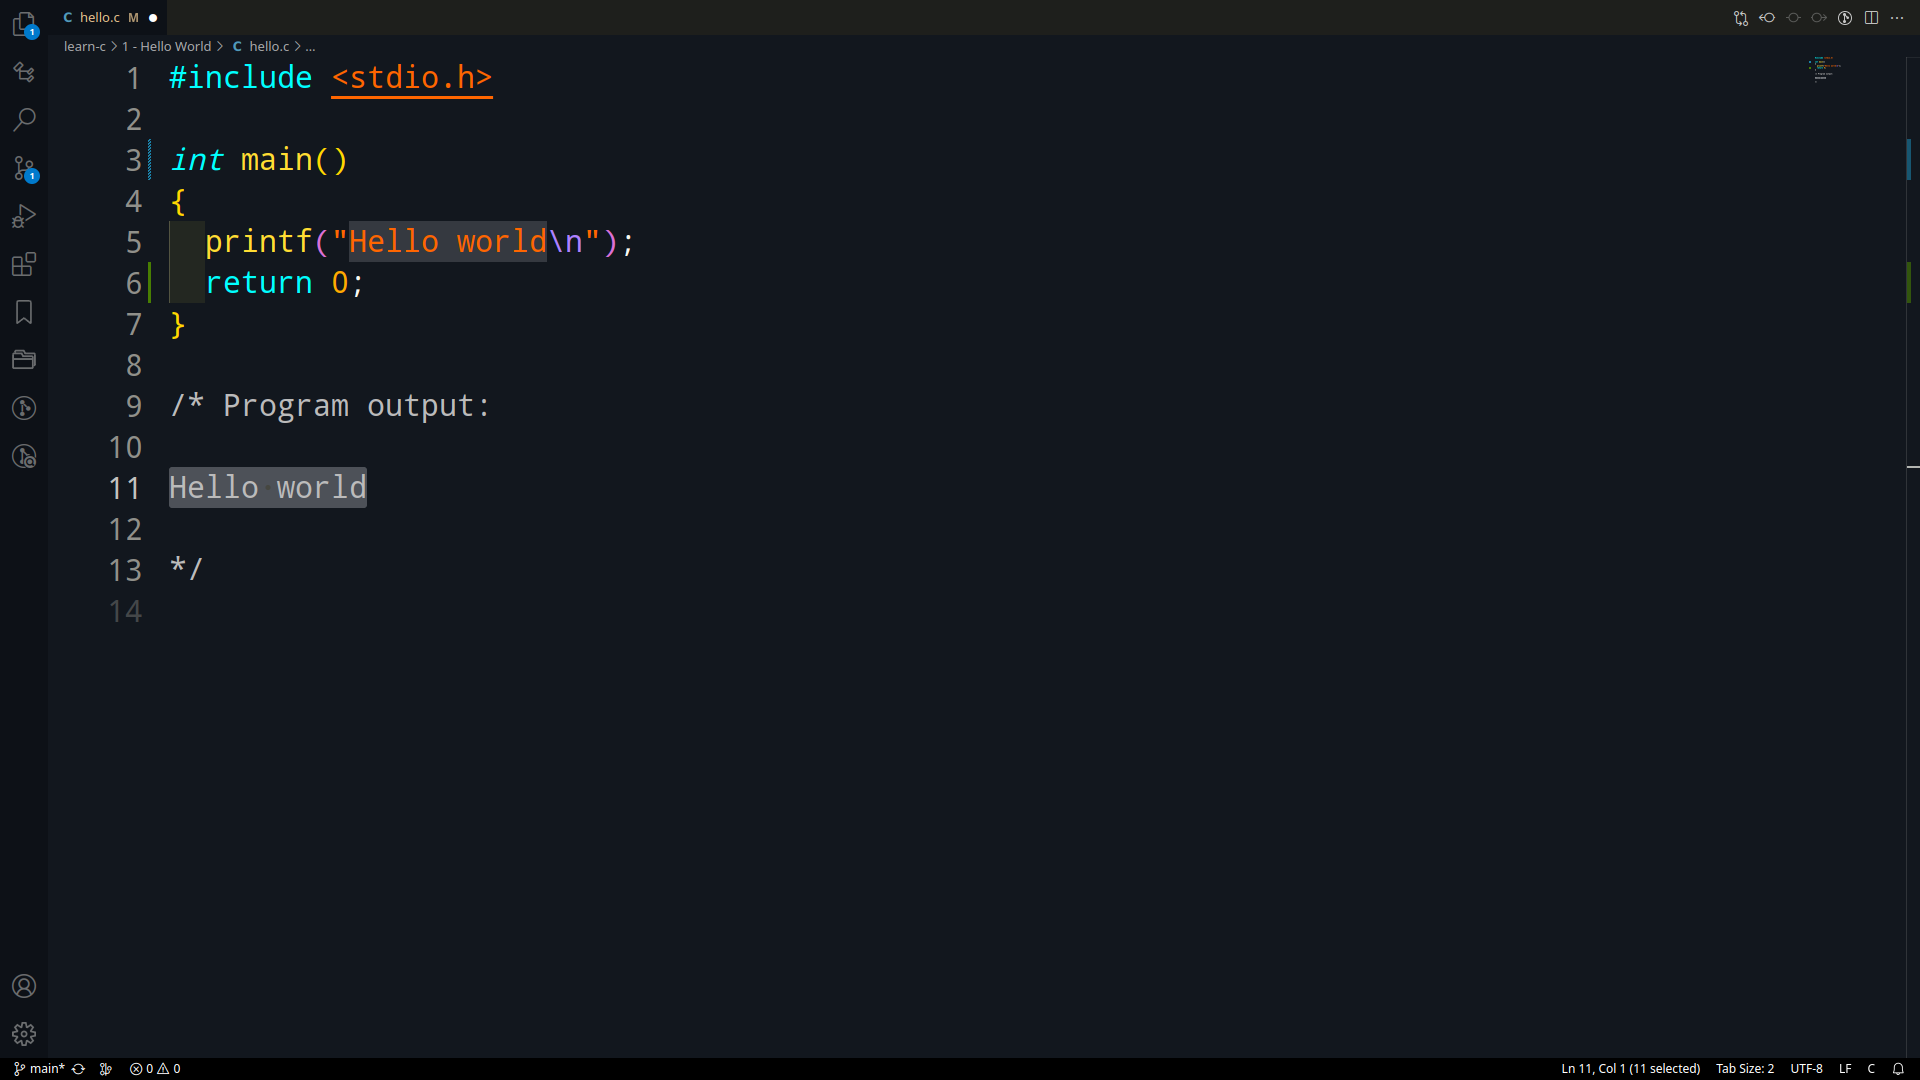 C hello.c M
learn-c > 1 - Hello World > C hello.c > ...
1 #include <stdio.h>
2
3 int main()
4 {
5 printf("Hello world\n");
6 return 0;
7 }
8
9 /* Program output:
10
11 Hello world
12
13 */
14
1
1
main* 0 0 Ln 11, Col 1 (11 selected) Tab Size: 2 UTF-8 LF C